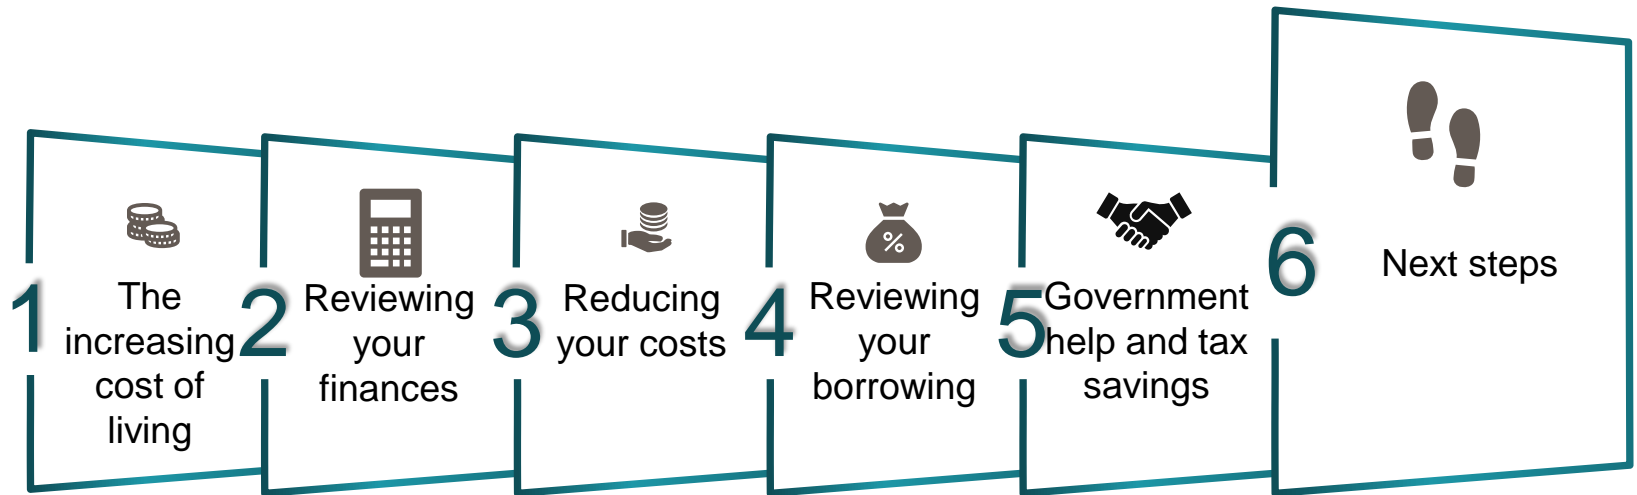 1
The
increasing
cost of
living
2
Reviewing
your
finances
3
Reducing
your costs
4
%
Reviewing
your
borrowing
5
Government
help and tax
savings
6
Next steps